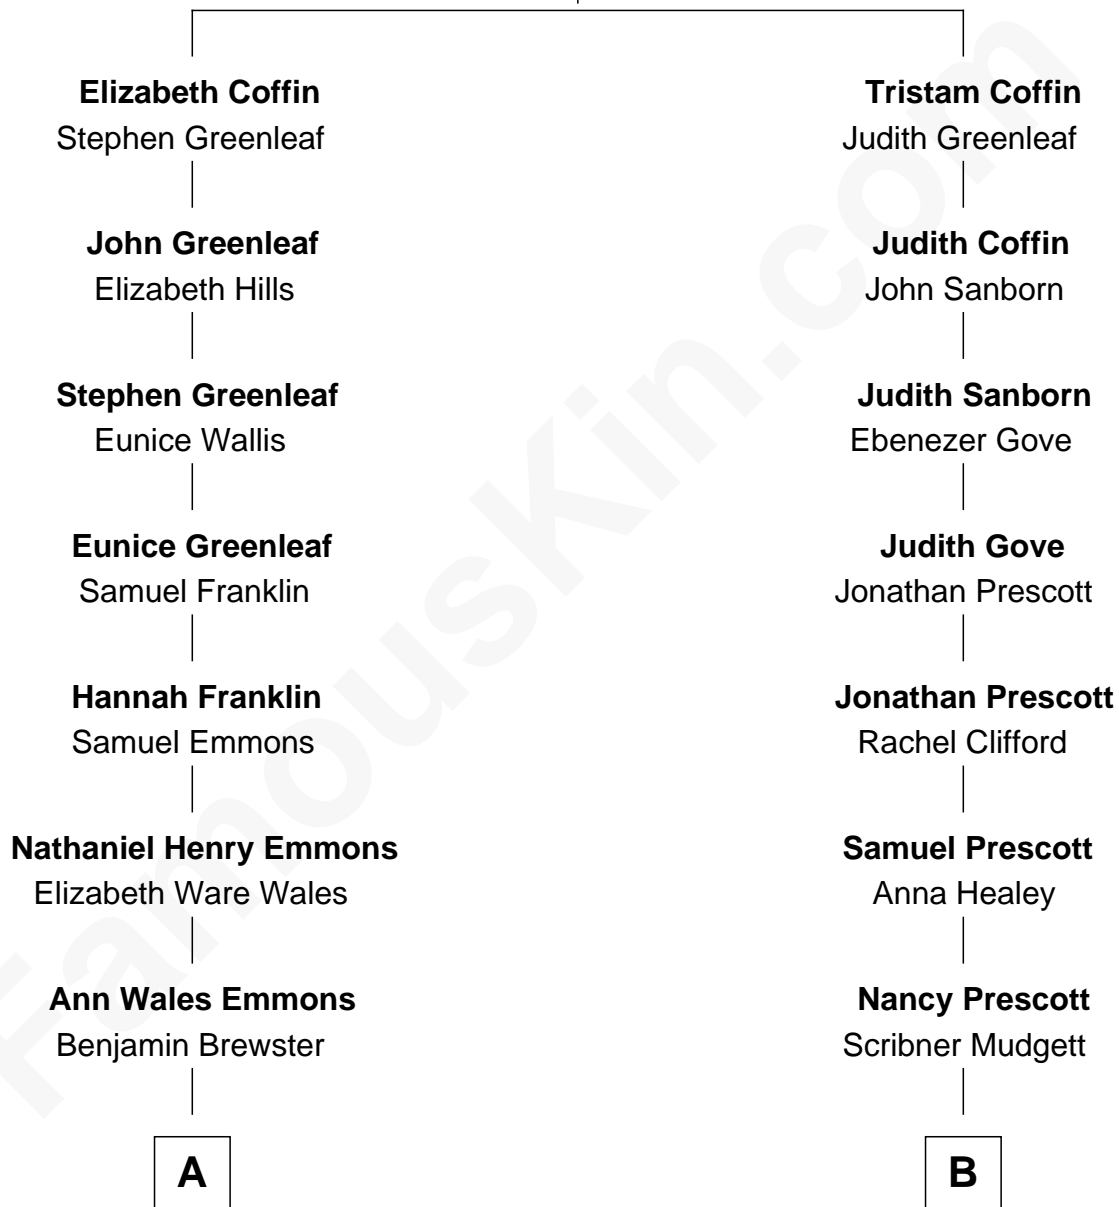 Elizabeth Coffin
Stephen Greenleaf
John Greenleaf
Elizabeth Hills
Stephen Greenleaf
Eunice Wallis
Eunice Greenleaf
Samuel Franklin
Hannah Franklin
Samuel Emmons
Nathaniel Henry Emmons
Elizabeth Ware Wales
Ann Wales Emmons
Benjamin Brewster
A
Tristam Coffin
Judith Greenleaf
Judith Coffin
John Sanborn
Judith Sanborn
Ebenezer Gove
Judith Gove
Jonathan Prescott
Jonathan Prescott
Rachel Clifford
Samuel Prescott
Anna Healey
Nancy Prescott
Scribner Mudgett
B
FamousKin.com